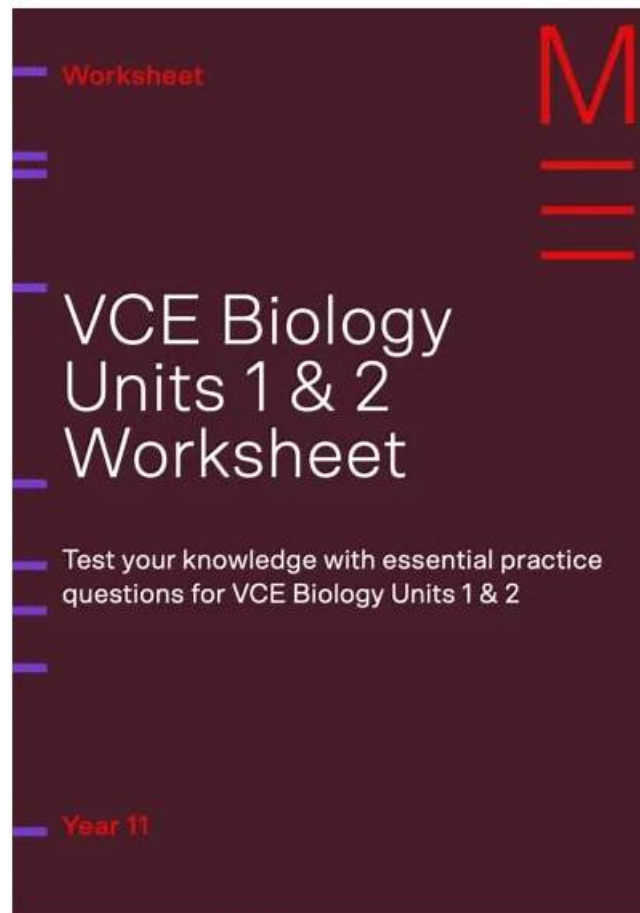 Worksheet
M
VCE Biology
Units 1 & 2
Worksheet
Test your knowledge with essential practice
questions for VCE Biology Units 1 & 2
Year 11